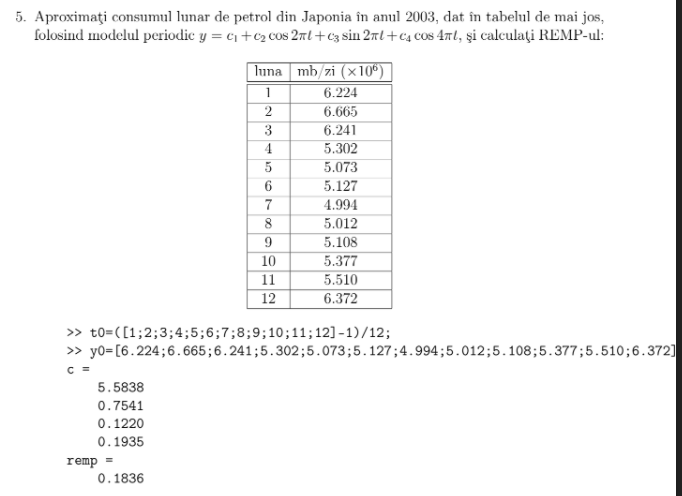 5. Aproximaţi consumul lunar de petrol din Japonia în anul 2003, dat în tabelul de mai jos,
folosind modelul periodic y = c₁ + c₂ cos 2πt + c₃ sin 2πt + c₄ cos 4πt, şi calculaţi REMP-ul:
luna mb/zi (×10⁶)
1 6.224
2 6.665
3 6.241
4 5.302
5 5.073
6 5.127
7 4.994
8 5.012
9 5.108
10 5.377
11 5.510
12 6.372
>> t0=([1;2;3;4;5;6;7;8;9;10;11;12]-1)/12;
>> y0=[6.224;6.665;6.241;5.302;5.073;5.127;4.994;5.012;5.108;5.377;5.510;6.372]
c =
5.5838
0.7541
0.1220
0.1935
remp =
0.1836